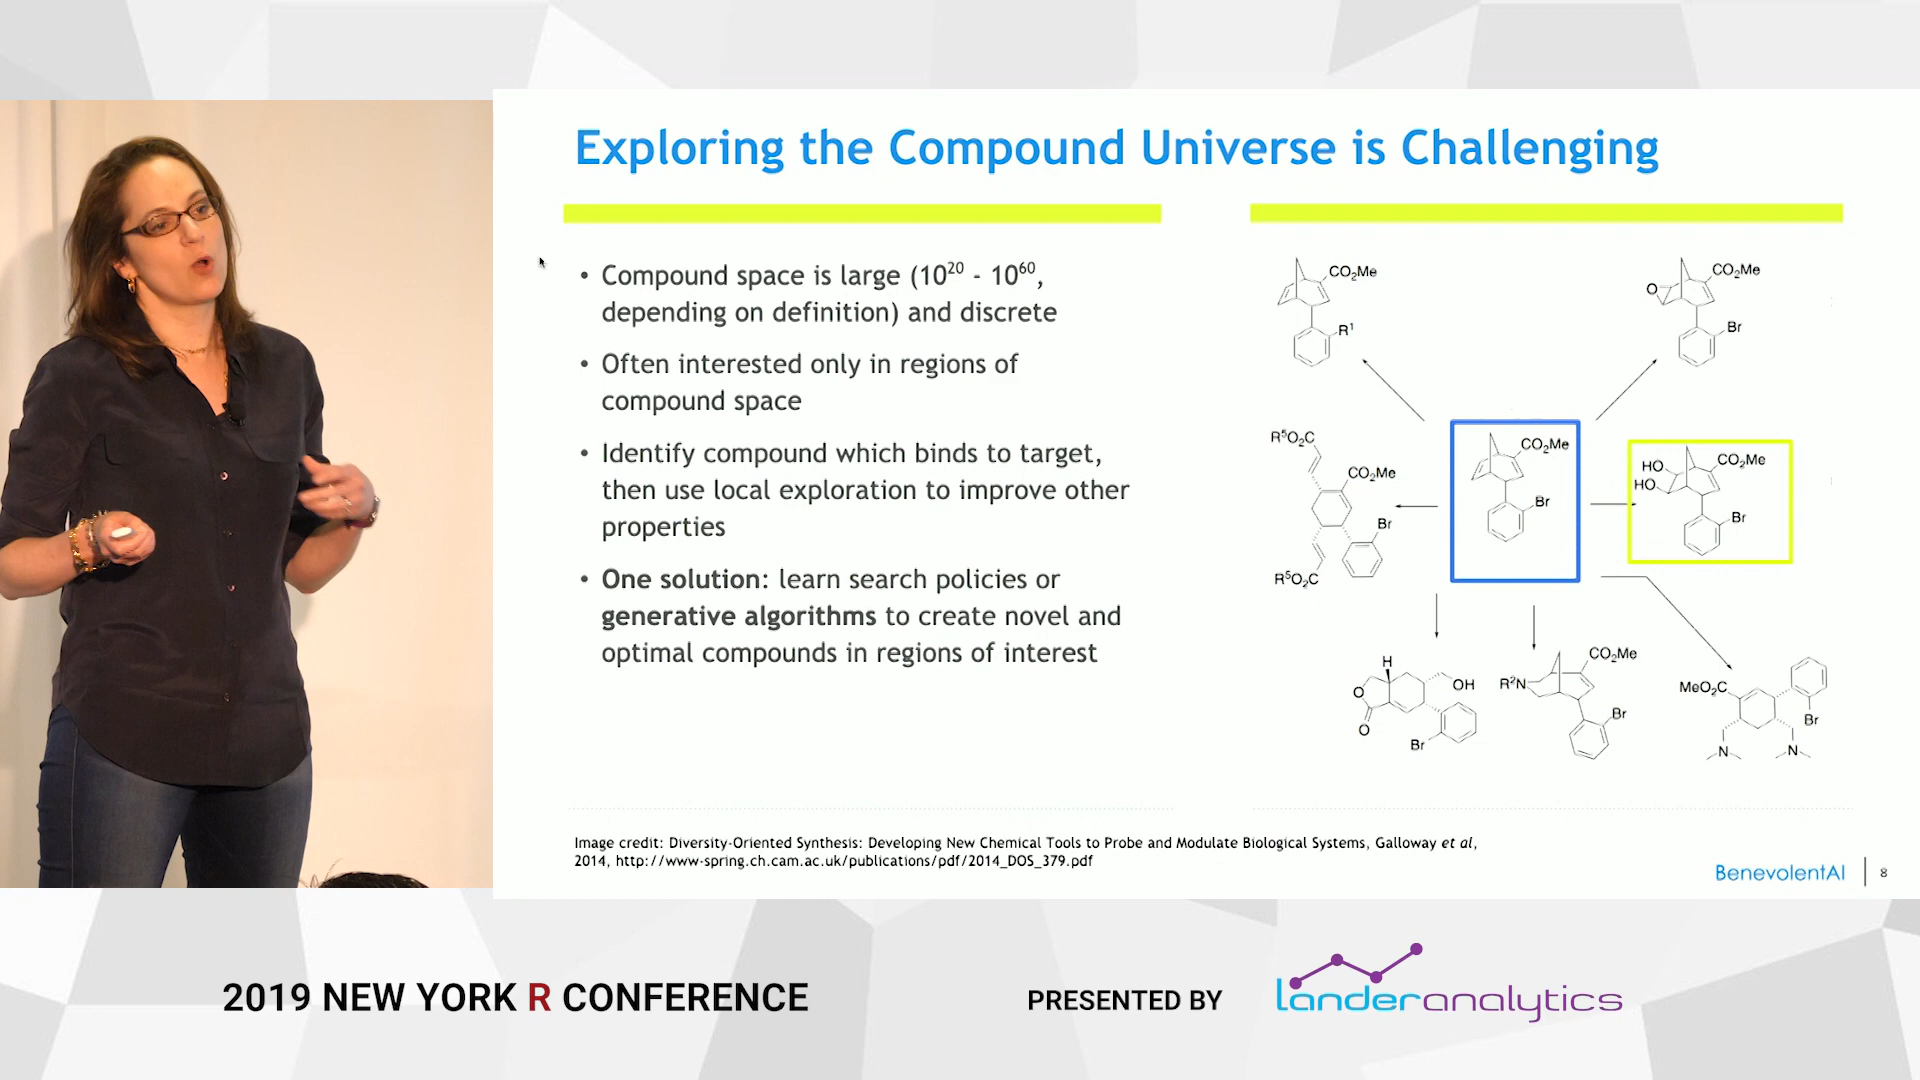 Exploring the Compound Universe is Challenging
• Compound space is large (10²⁰ - 10⁶⁰,
depending on definition) and discrete
• Often interested only in regions of
compound space
• Identify compound which binds to target,
then use local exploration to improve other
properties
• One solution: learn search policies or
generative algorithms to create novel and
optimal compounds in regions of interest
CO₂Me
R¹
CO₂Me
O
Br
R⁵O₂C
CO₂Me
Br
R⁵O₂C
CO₂Me
Br
HO
CO₂Me
HO
Br
H
O
OH
O
Br
CO₂Me
R²N
Br
MeO₂C
Br
N
N
Image credit: Diversity-Oriented Synthesis: Developing New Chemical Tools to Probe and Modulate Biological Systems, Galloway et al,
2014, http://www-spring.ch.cam.ac.uk/publications/pdf/2014_DOS_379.pdf
BenevolentAI | 8
2019 NEW YORK R CONFERENCE
PRESENTED BY
landeranalytics